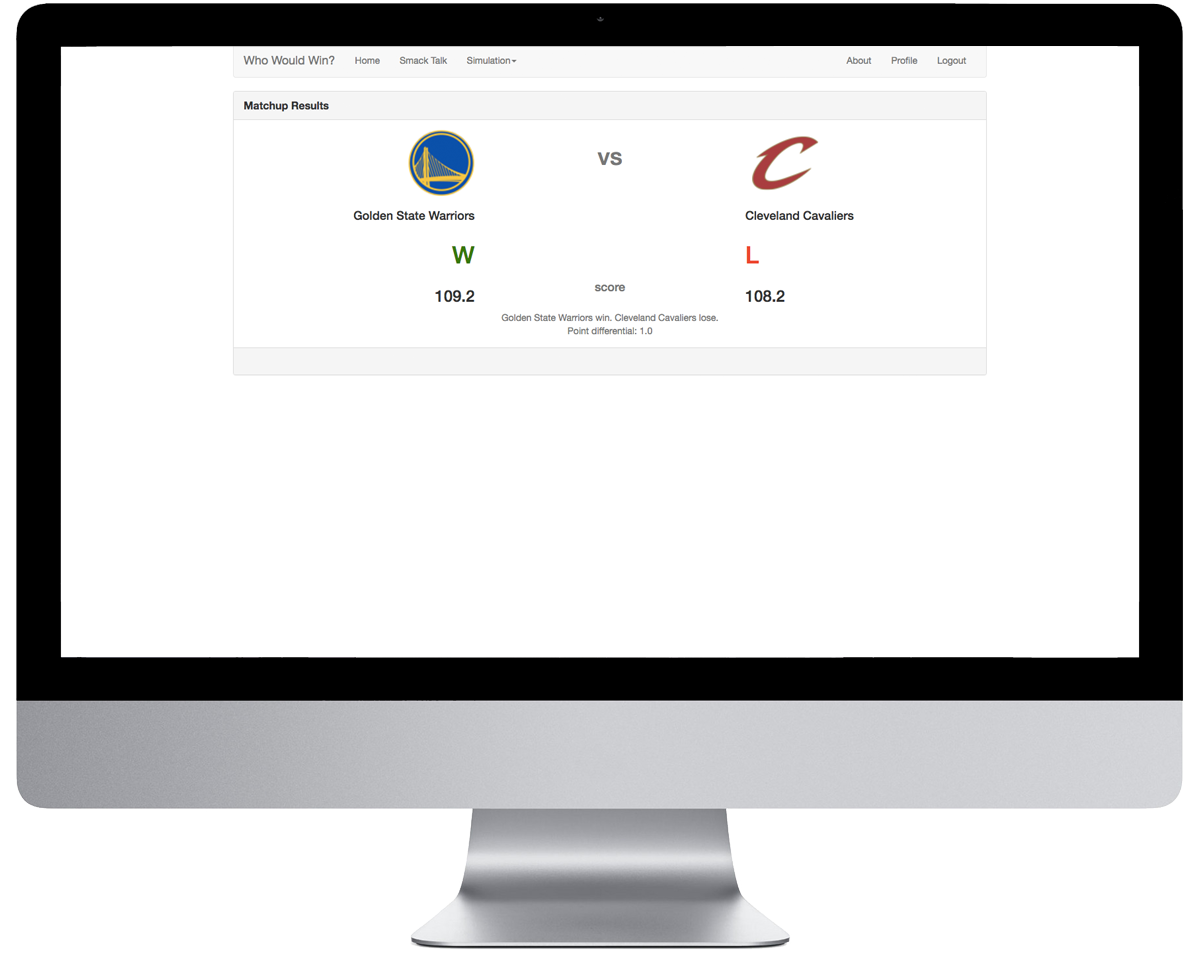 Who Would Win? Home Smack Talk Simulation About Profile Logout
Matchup Results
VS
Golden State Warriors Cleveland Cavaliers
W L
score
109.2 108.2
Golden State Warriors win. Cleveland Cavaliers lose.
Point differential: 1.0